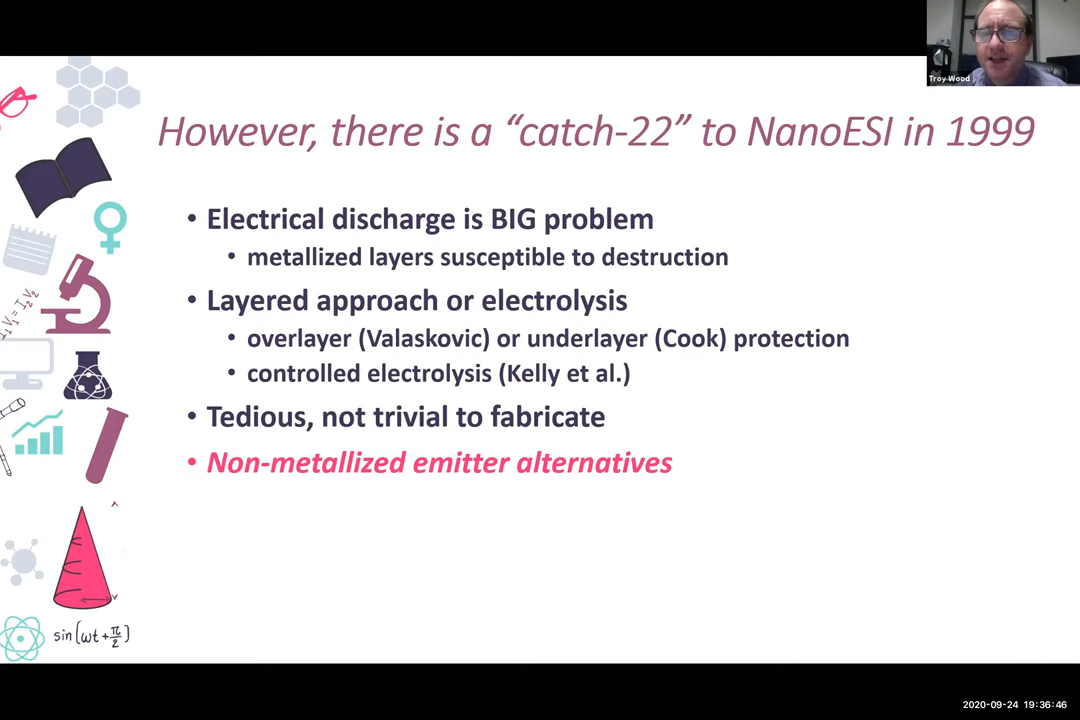 Troy Wood
However, there is a “catch-22” to NanoESI in 1999
• Electrical discharge is BIG problem
• metallized layers susceptible to destruction
• Layered approach or electrolysis
• overlayer (Valaskovic) or underlayer (Cook) protection
• controlled electrolysis (Kelly et al.)
• Tedious, not trivial to fabricate
• Non-metallized emitter alternatives
sin(ωt+π/2)
2020-09-24 19:36:46